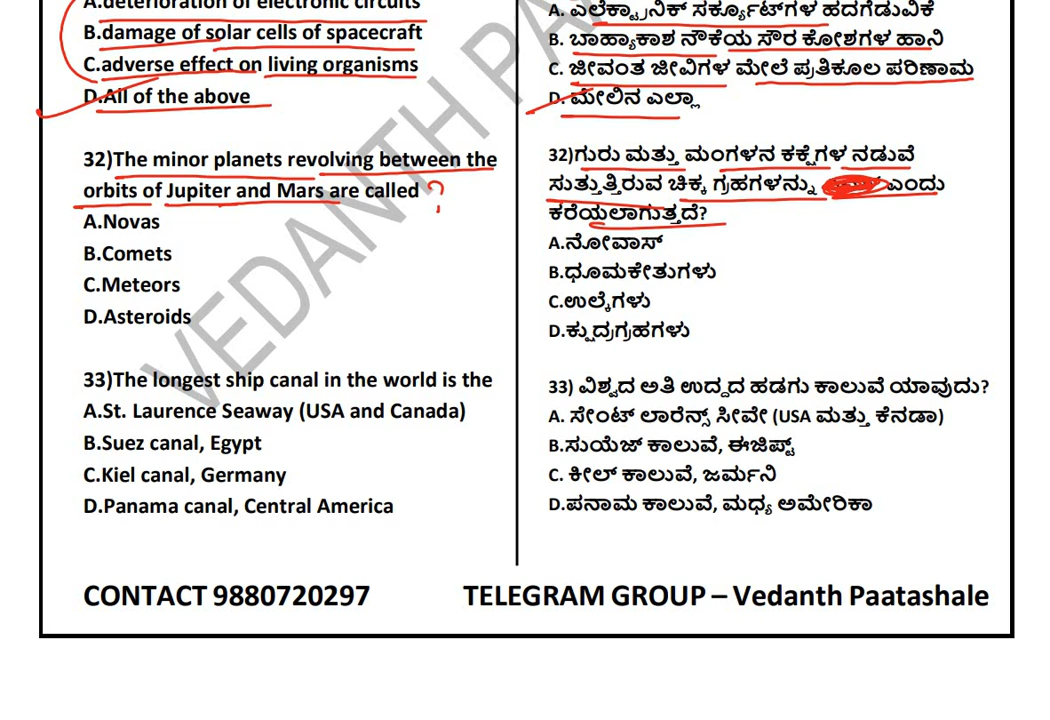 A.deterioration of electronic circuits
B.damage of solar cells of spacecraft
C.adverse effect on living organisms
D.All of the above
32)The minor planets revolving between the
orbits of Jupiter and Mars are called ?
A.Novas
B.Comets
C.Meteors
D.Asteroids
33)The longest ship canal in the world is the
A.St. Laurence Seaway (USA and Canada)
B.Suez canal, Egypt
C.Kiel canal, Germany
D.Panama canal, Central America
A. ಎಲೆಕ್ಟ್ರಾನಿಕ್ ಸರ್ಕ್ಯೂಟ್‌ಗಳ ಹದಗೆಡುವಿಕೆ
B. ಬಾಹ್ಯಾಕಾಶ ನೌಕೆಯ ಸೌರ ಕೋಶಗಳ ಹಾನಿ
C. ಜೀವಂತ ಜೀವಿಗಳ ಮೇಲೆ ಪ್ರತಿಕೂಲ ಪರಿಣಾಮ
D. ಮೇಲಿನ ಎಲ್ಲಾ
32)ಗುರು ಮತ್ತು ಮಂಗಳನ ಕಕ್ಷೆಗಳ ನಡುವೆ
ಸುತ್ತುತ್ತಿರುವ ಚಿಕ್ಕ ಗ್ರಹಗಳನ್ನು ಎಂದು
ಕರೆಯಲಾಗುತ್ತದೆ?
A.ನೋವಾಸ್
B.ಧೂಮಕೇತುಗಳು
C.ಉಲ್ಕೆಗಳು
D.ಕ್ಷುದ್ರಗ್ರಹಗಳು
33) ವಿಶ್ವದ ಅತಿ ಉದ್ದದ ಹಡಗು ಕಾಲುವೆ ಯಾವುದು?
A. ಸೇಂಟ್ ಲಾರೆನ್ಸ್ ಸೀವೇ (USA ಮತ್ತು ಕೆನಡಾ)
B.ಸುಯೆಜ್ ಕಾಲುವೆ, ಈಜಿಪ್ಟ್
C. ಕೀಲ್ ಕಾಲುವೆ, ಜರ್ಮನಿ
D.ಪನಾಮ ಕಾಲುವೆ, ಮಧ್ಯ ಅಮೇರಿಕಾ
VEDANTH PA
CONTACT 9880720297 TELEGRAM GROUP – Vedanth Paatashale